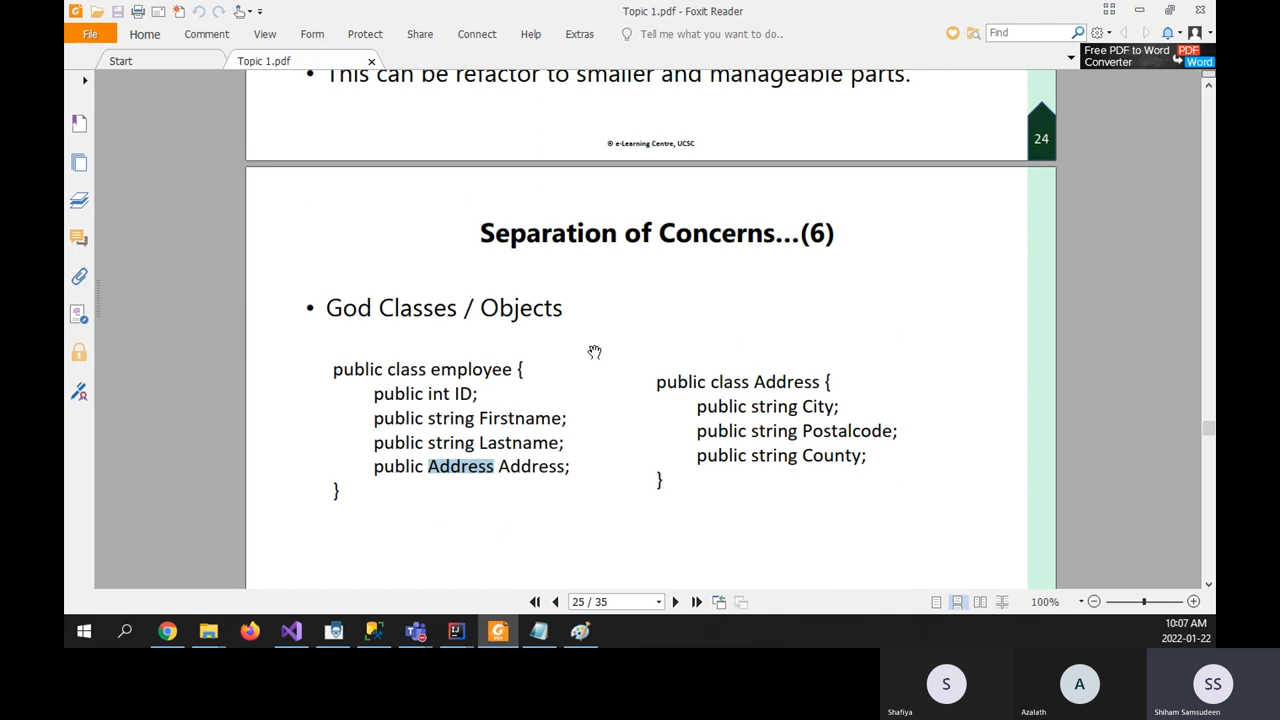 Topic 1.pdf - Foxit Reader
File Home Comment View Form Protect Share Connect Help Extras Tell me what you want to do.. Find
Start Topic 1.pdf
Free PDF to Word Converter PDF Word
• This can be refactor to smaller and manageable parts.
24
© e-Learning Centre, UCSC
Separation of Concerns...(6)
• God Classes / Objects
public class employee {
public int ID;
public string Firstname;
public string Lastname;
public Address Address;
}
public class Address {
public string City;
public string Postalcode;
public string County;
}
25 / 35
100%
10:07 AM
2022-01-22
S
A
SS
Shafiya
Azalath
Shiham Samsudeen